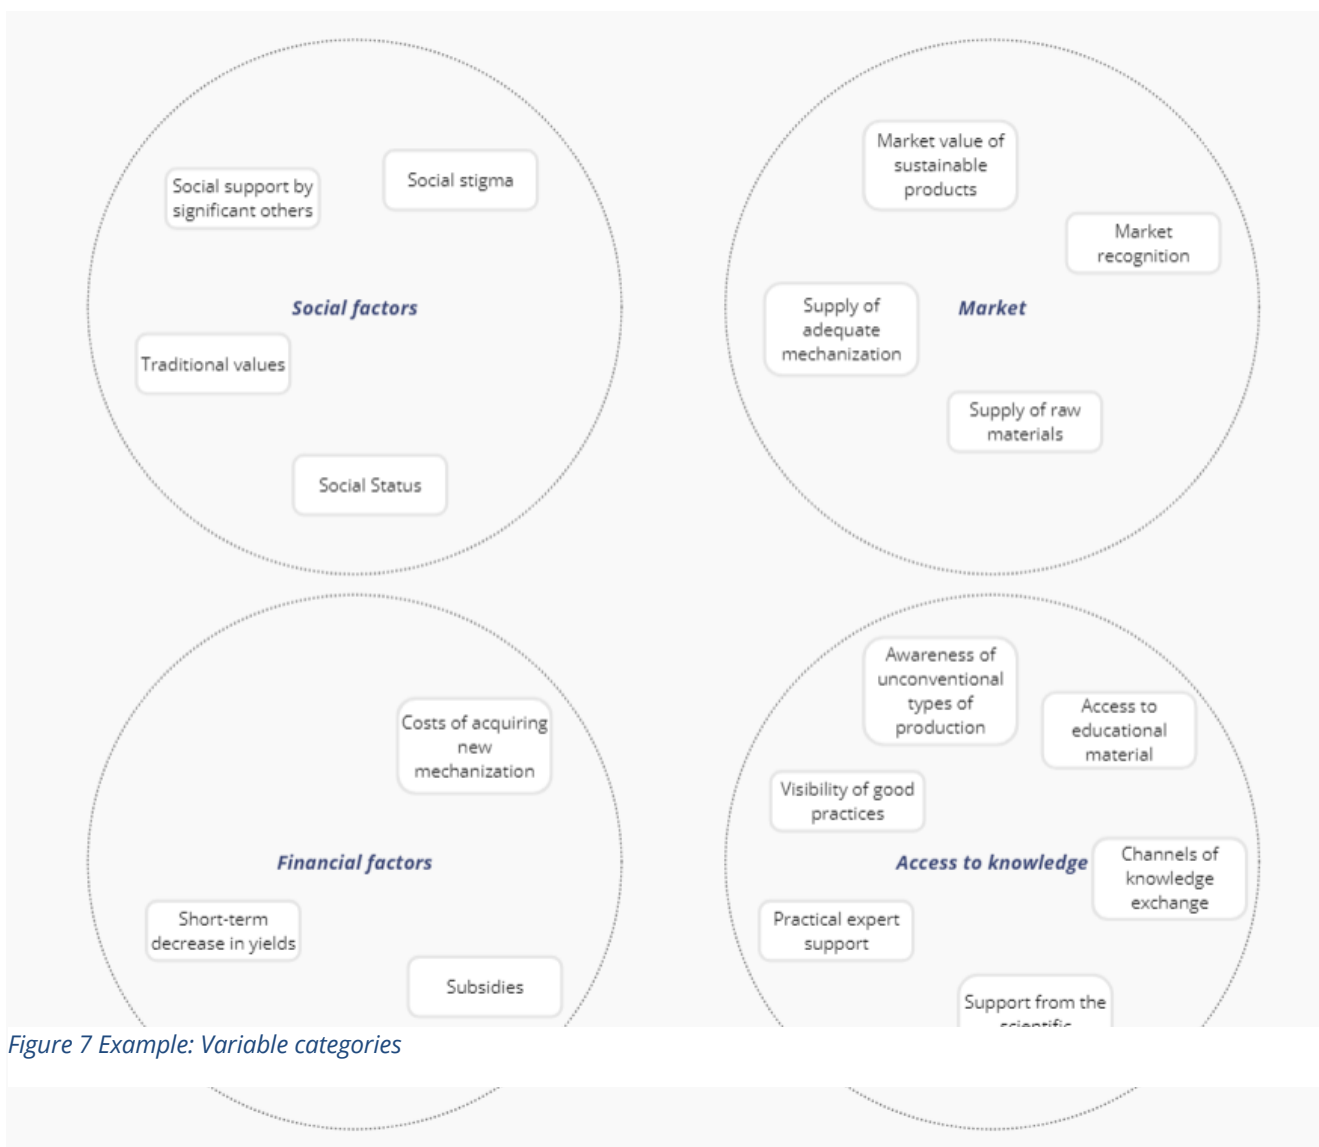 Social support by
significant others
Social stigma
Social factors
Traditional values
Social Status
Market value of
sustainable
products
Market
recognition
Supply of
adequate
mechanization
Market
Supply of raw
materials
Costs of acquiring
new
mechanization
Financial factors
Short-term
decrease in yields
Subsidies
Awareness of
unconventional
types of
production
Access to
educational
material
Visibility of good
practices
Access to knowledge
Channels of
knowledge
exchange
Practical expert
support
Support from the
scientific
Figure 7 Example: Variable categories